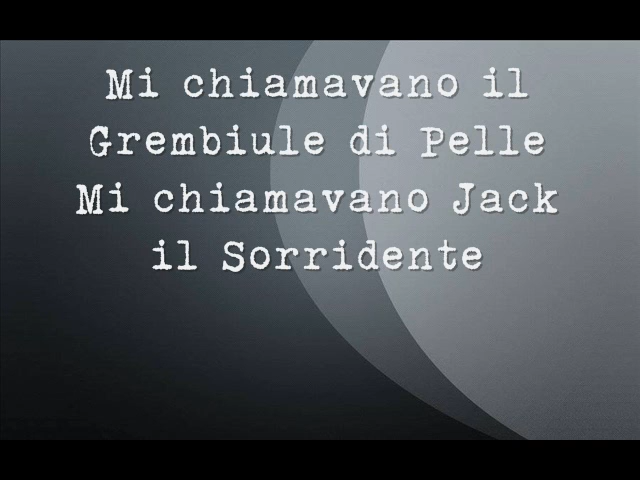 Mi chiamavano il
Grembiule di Pelle
Mi chiamavano Jack
il Sorridente